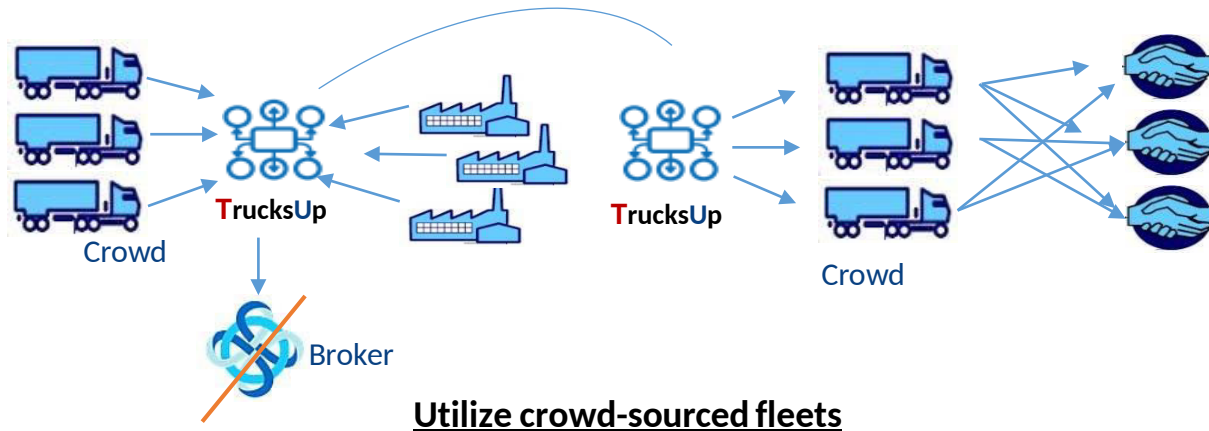 TrucksUp
TrucksUp
Crowd
Crowd
Broker
Utilize crowd-sourced fleets